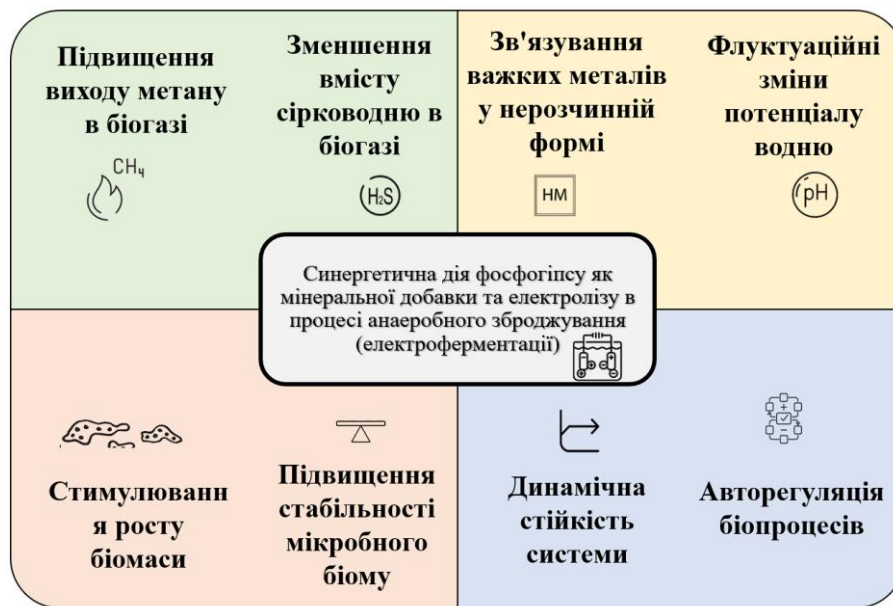 Підвищення
виходу метану
в біогазі
CH4
Зменшення
вмісту
сірководню в
біогазі
H2S
Зв'язування
важких металів
у нерозчинній
формі
HM
Флуктуаційні
зміни
потенціалу
водню
pH
Синергетична дія фосфогіпсу як
мінеральної добавки та електролізу в
процесі анаеробного зброджування
(електроферментації)
Стимулюванн
я росту
біомаси
Підвищення
стабільності
мікробного
біому
Динамічна
стійкість
системи
Авторегуляція
біопроцесів